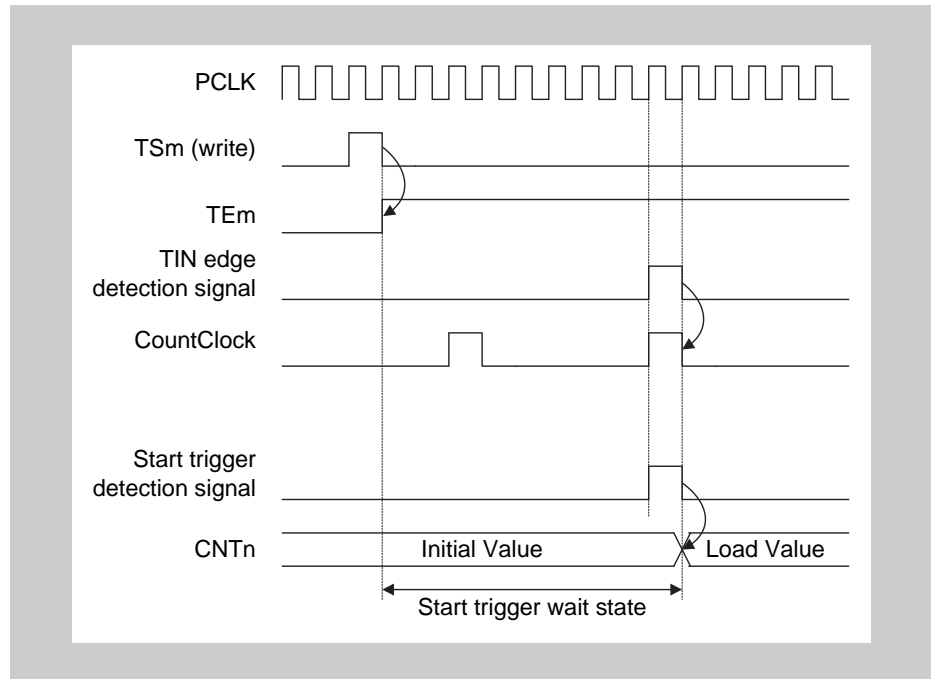 PCLK
TSm (write)
TEm
TIN edge
detection signal
CountClock
Start trigger
detection signal
CNTn
Initial Value
Load Value
Start trigger wait state